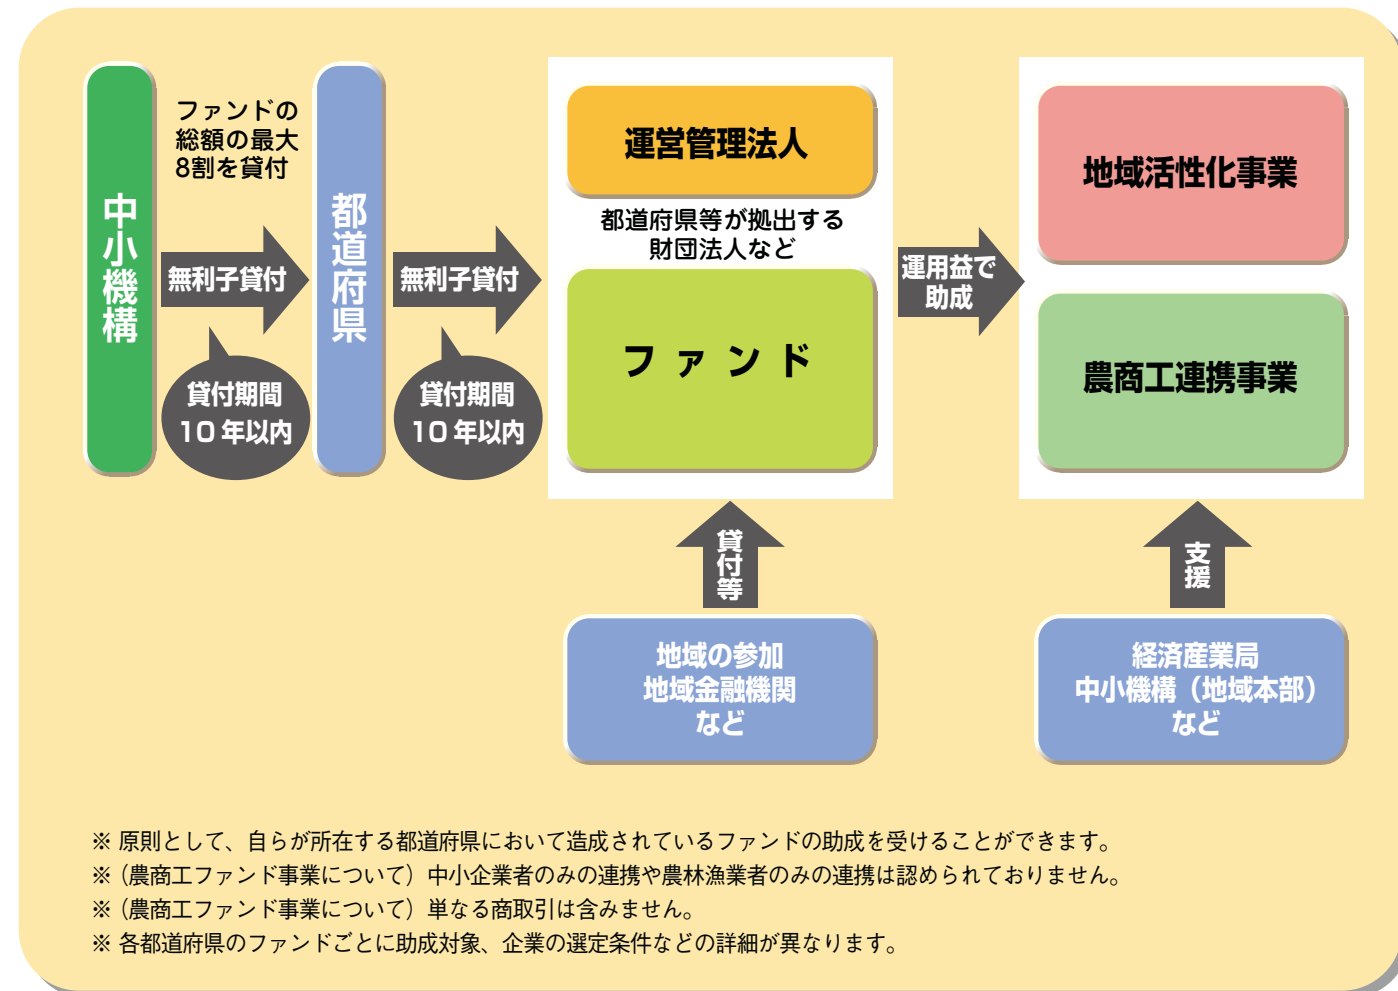 中小機構
ファンドの
総額の最大
8割を貸付
無利子貸付
貸付期間
10年以内
都道府県
無利子貸付
貸付期間
10年以内
運営管理法人
都道府県等が拠出する
財団法人など
ファンド
運用益で
助成
地域活性化事業
農商工連携事業
貸付等
地域の参加
地域金融機関
など
支援
経済産業局
中小機構（地域本部）
など
※ 原則として、自らが所在する都道府県において造成されているファンドの助成を受けることができます。
※（農商工ファンド事業について）中小企業者のみの連携や農林漁業者のみの連携は認められておりません。
※（農商工ファンド事業について）単なる商取引は含みません。
※ 各都道府県のファンドごとに助成対象、企業の選定条件などの詳細が異なります。